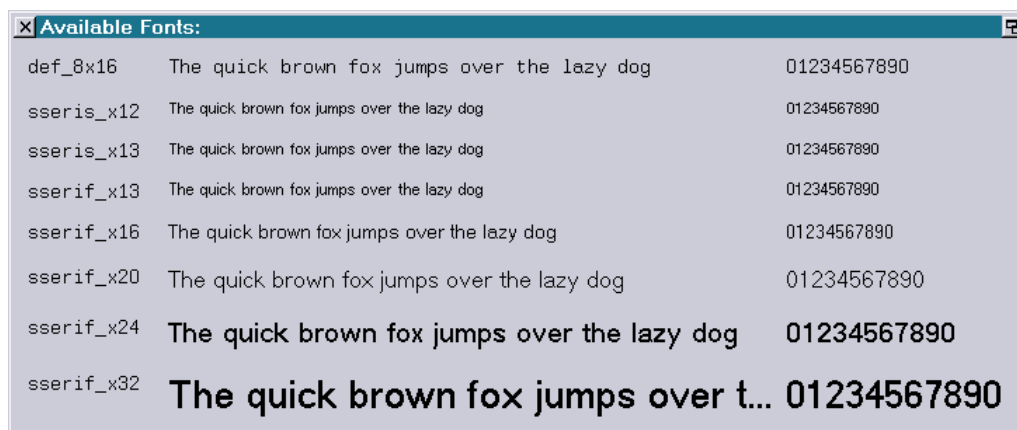 Available Fonts:
def_8x16 The quick brown fox jumps over the lazy dog 01234567890
sseris_x12 The quick brown fox jumps over the lazy dog 01234567890
sseris_x13 The quick brown fox jumps over the lazy dog 01234567890
sserif_x13 The quick brown fox jumps over the lazy dog 01234567890
sserif_x16 The quick brown fox jumps over the lazy dog 01234567890
sserif_x20 The quick brown fox jumps over the lazy dog 01234567890
sserif_x24 The quick brown fox jumps over the lazy dog 01234567890
sserif_x32 The quick brown fox jumps over t... 01234567890